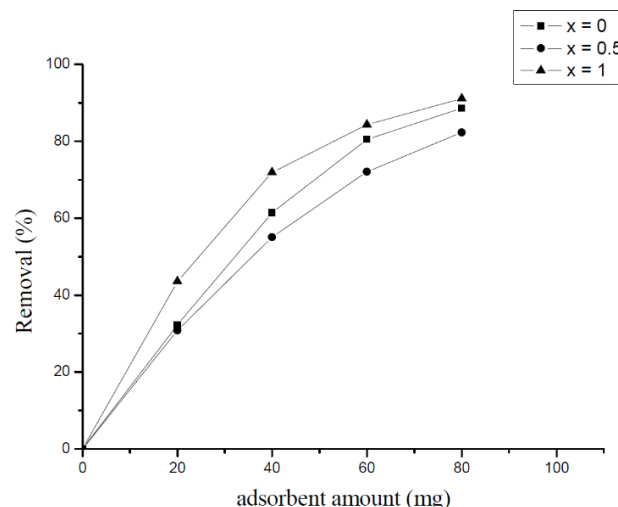 x = 0
x = 0.5
x = 1
100
80
60
40
20
0
Removal (%)
0 20 40 60 80 100
adsorbent amount (mg)